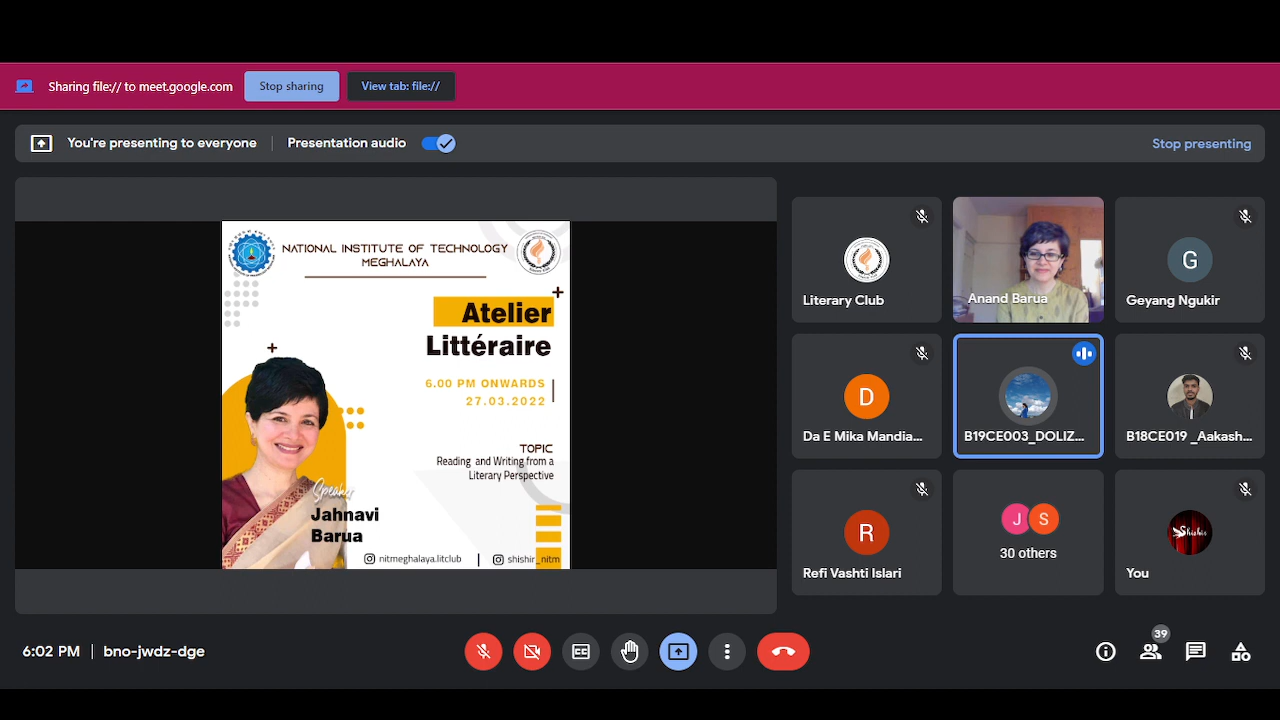 Sharing file:// to meet.google.com
Stop sharing
View tab: file://
You're presenting to everyone
Presentation audio
Stop presenting
NATIONAL INSTITUTE OF TECHNOLOGY
MEGHALAYA
Atelier
Littéraire
6.00 PM ONWARDS
27.03.2022
TOPIC
Reading and Writing from a
Literary Perspective
Speaker
Jahnavi
Barua
nitmeghalaya.litclub
shishir_nitm
Literary Club
Anand Barua
G
Geyang Ngukir
D
Da E Mika Mandia...
B19CE003_DOLIZ...
B18CE019 _Aakash...
R
Refi Vashti Islari
J S
30 others
Shishir
You
6:02 PM | bno-jwdz-dge
CC
39